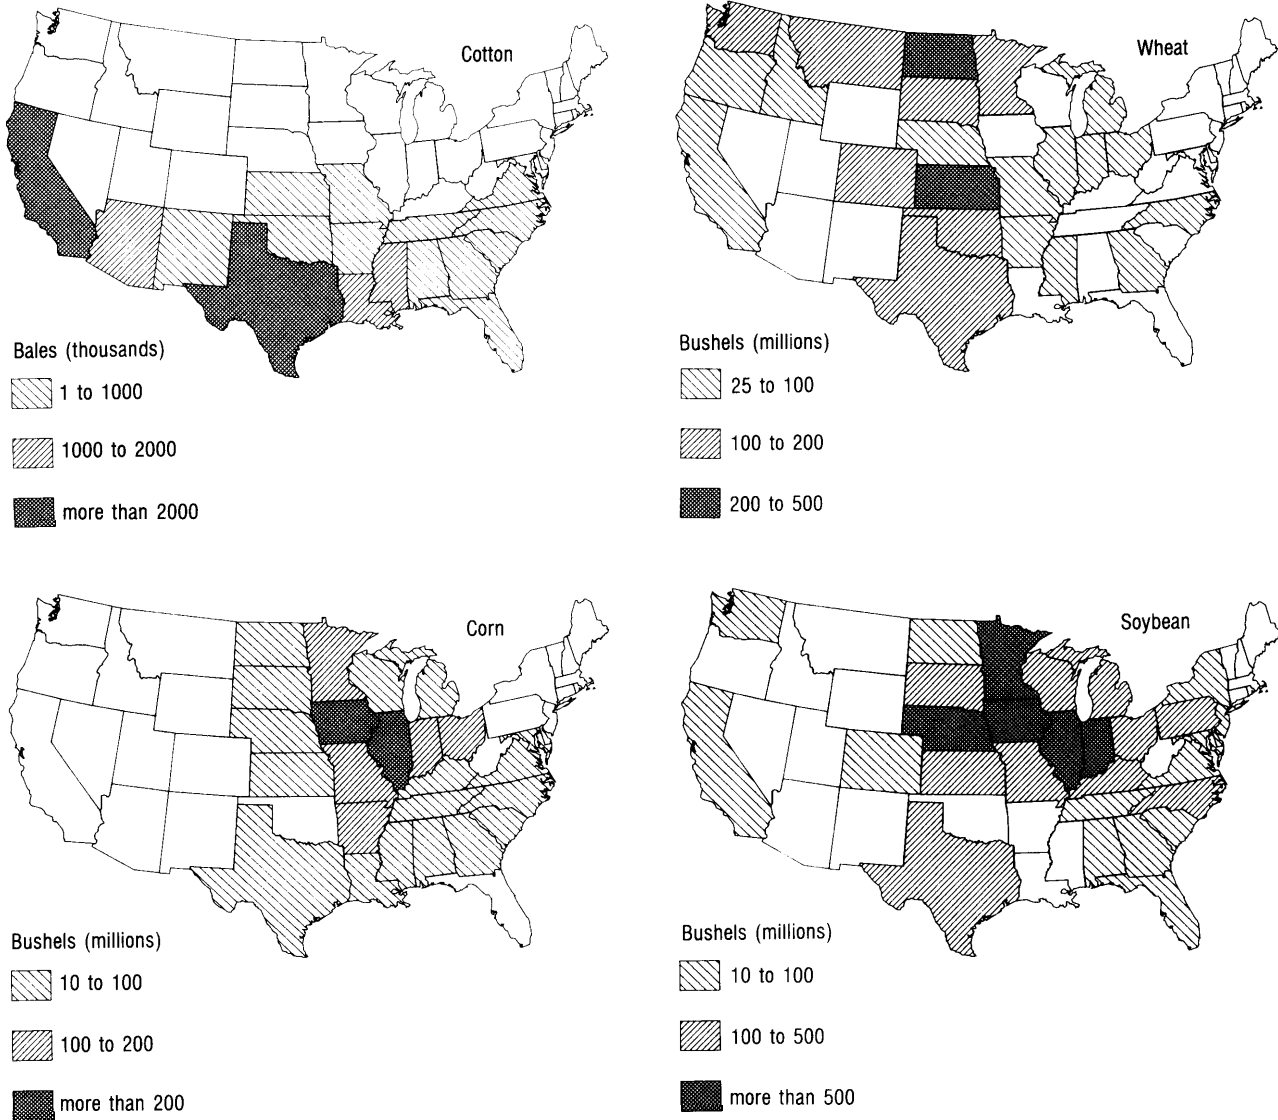 Cotton
Bales (thousands)
1 to 1000
1000 to 2000
more than 2000
Wheat
Bushels (millions)
25 to 100
100 to 200
200 to 500
Corn
Bushels (millions)
10 to 100
100 to 200
more than 200
Soybean
Bushels (millions)
10 to 100
100 to 500
more than 500